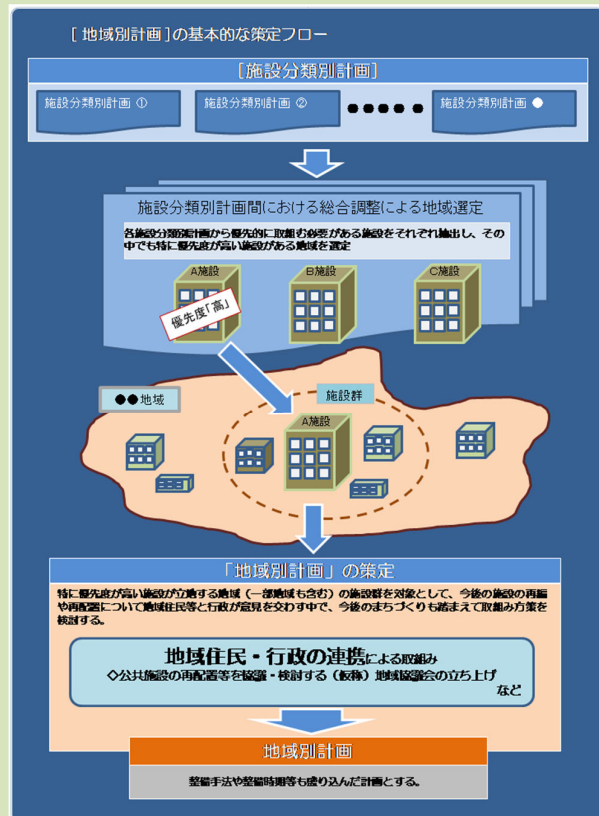 [ 地域別計画 ]の基本的な策定フロー
[施設分類別計画]
施設分類別計画 ①
施設分類別計画 ②
●●●●●
施設分類別計画 ●
施設分類別計画間における総合調整による地域選定
各施設分類別計画から優先的に取組む必要がある施設をそれぞれ抽出し、その
中でも特に優先度が高い施設がある地域を選定
A施設
B施設
C施設
優先度「高」
●●地域
施設群
A施設
「地域別計画」の策定
特に優先度が高い施設が立地する地域（一部地域も含む）の施設群を対象として、今後の施設の再編
や再配置について地域住民等と行政が意見を交わす中で、今後のまちづくりも踏まえて取組み方策を
検討する。
地域住民・行政の連携による取組み
◇公共施設の再配置等を協議・検討する（仮称）地域協議会の立ち上げ
など
地域別計画
整備手法や整備時期等も盛り込んだ計画とする。